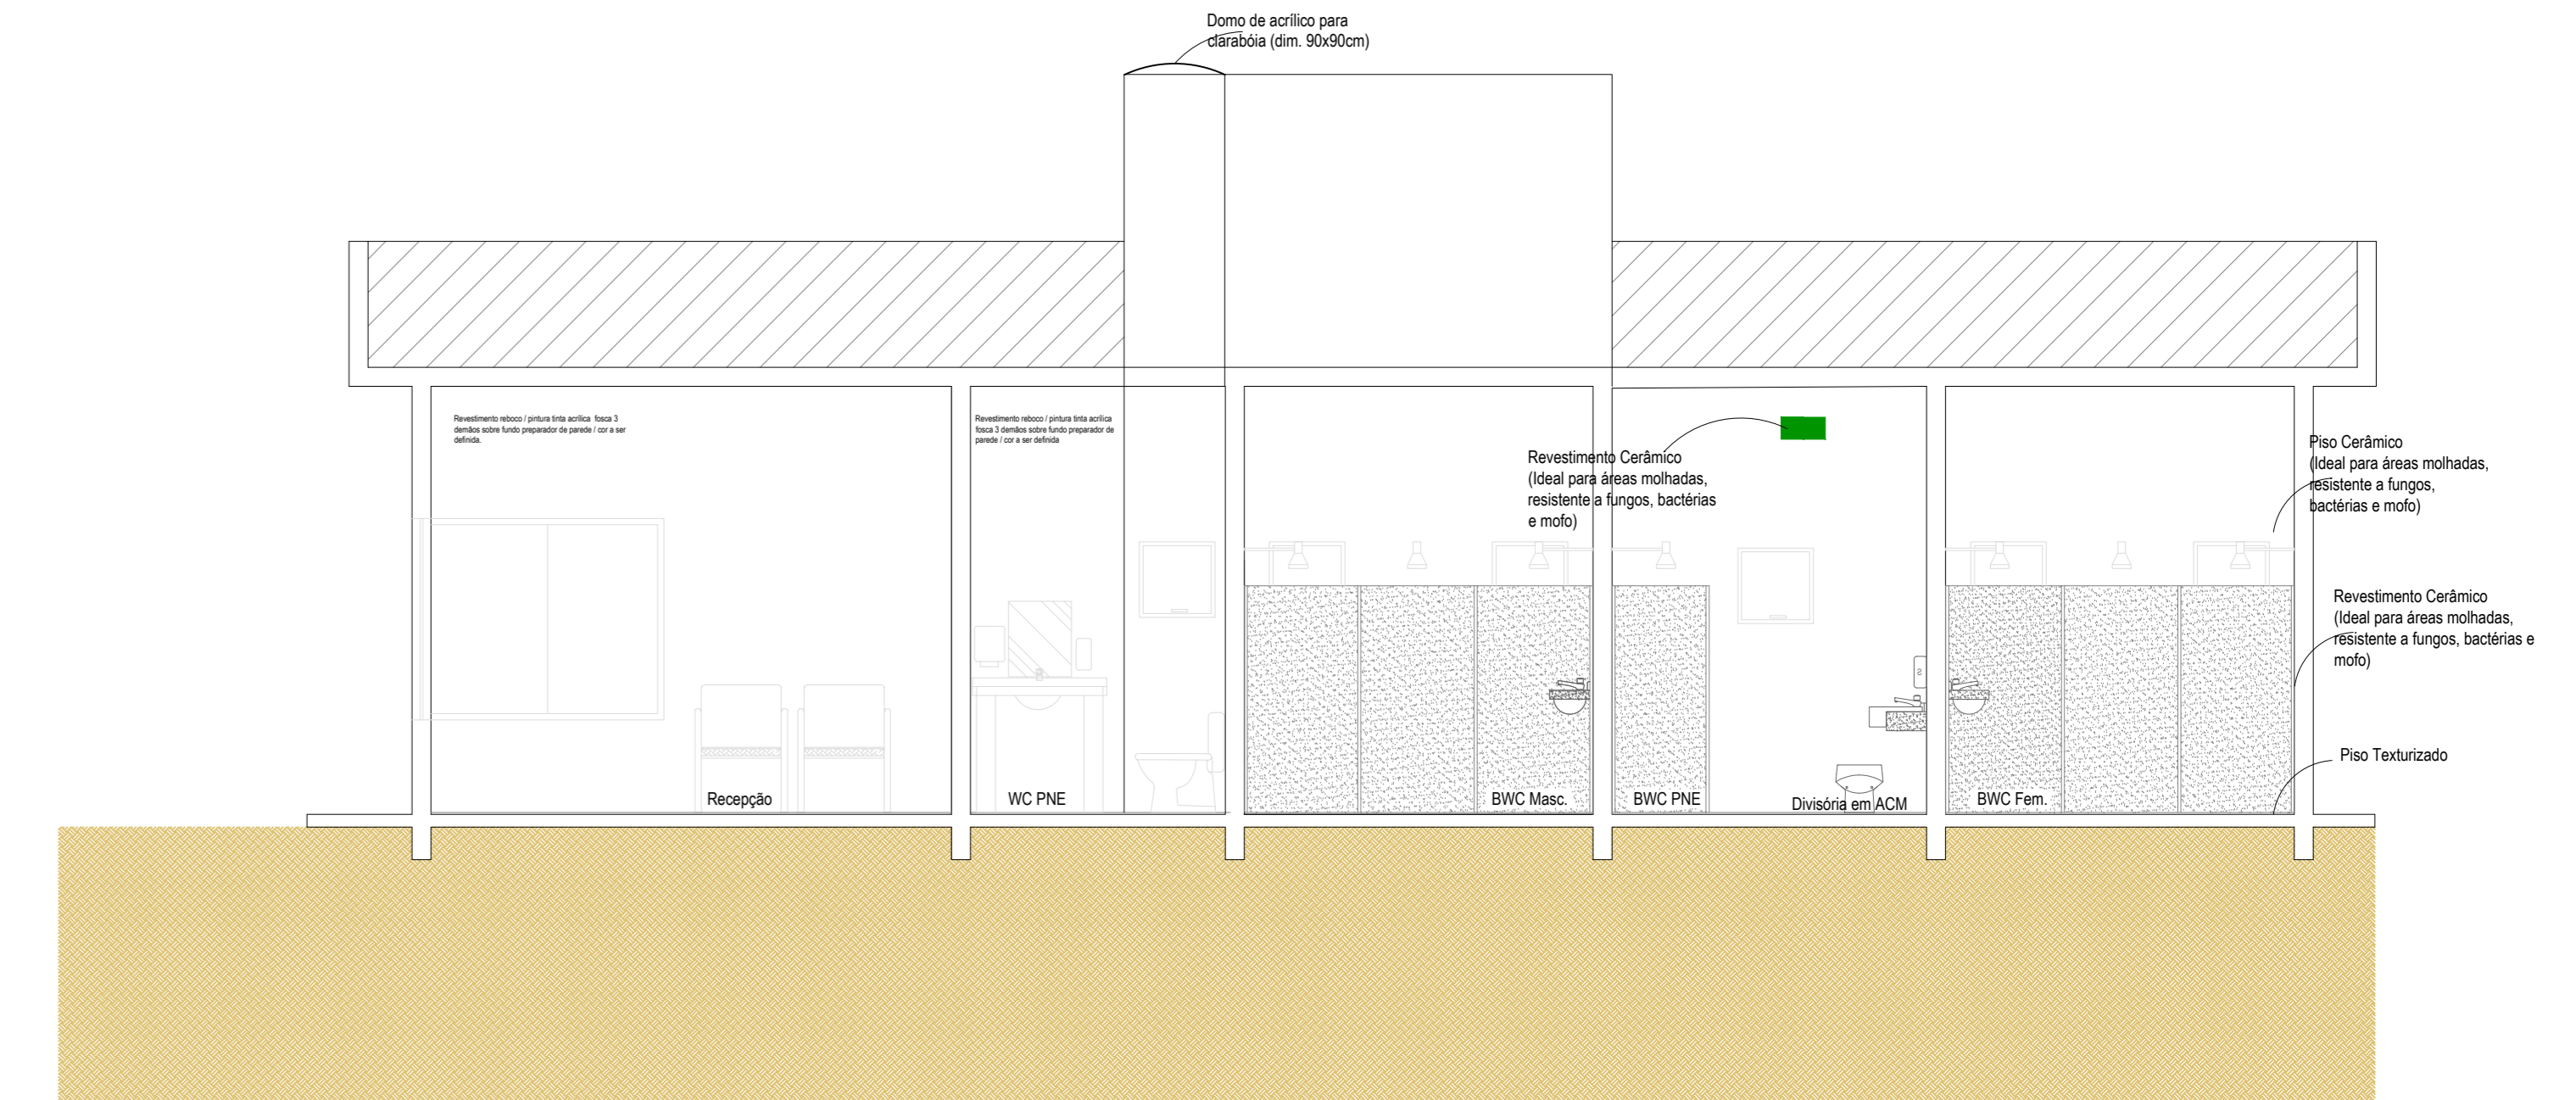 Domo de acrílico para
clarabóia (dim. 90x90cm)
Revestimento reboco / pintura tinta acrílica fosca 3
demãos sobre fundo preparador de parede / cor a ser
definida.
Revestimento reboco / pintura tinta acrílica
fosca 3 demãos sobre fundo preparador de
parede / cor a ser definida
Revestimento Cerâmico
(Ideal para áreas molhadas,
resistente a fungos, bactérias
e mofo)
Piso Cerâmico
(Ideal para áreas molhadas,
resistente a fungos,
bactérias e mofo)
Revestimento Cerâmico
(Ideal para áreas molhadas,
resistente a fungos, bactérias e
mofo)
Piso Texturizado
Recepção
WC PNE
BWC Masc.
BWC PNE
Divisória em ACM
BWC Fem.